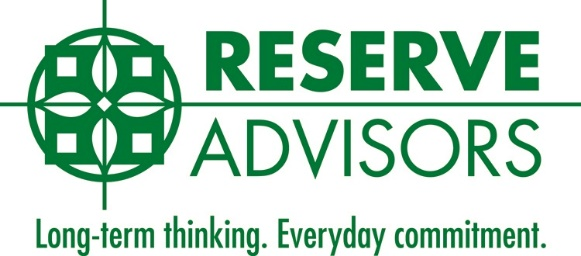 RESERVE
ADVISORS
Long-term thinking. Everyday commitment.